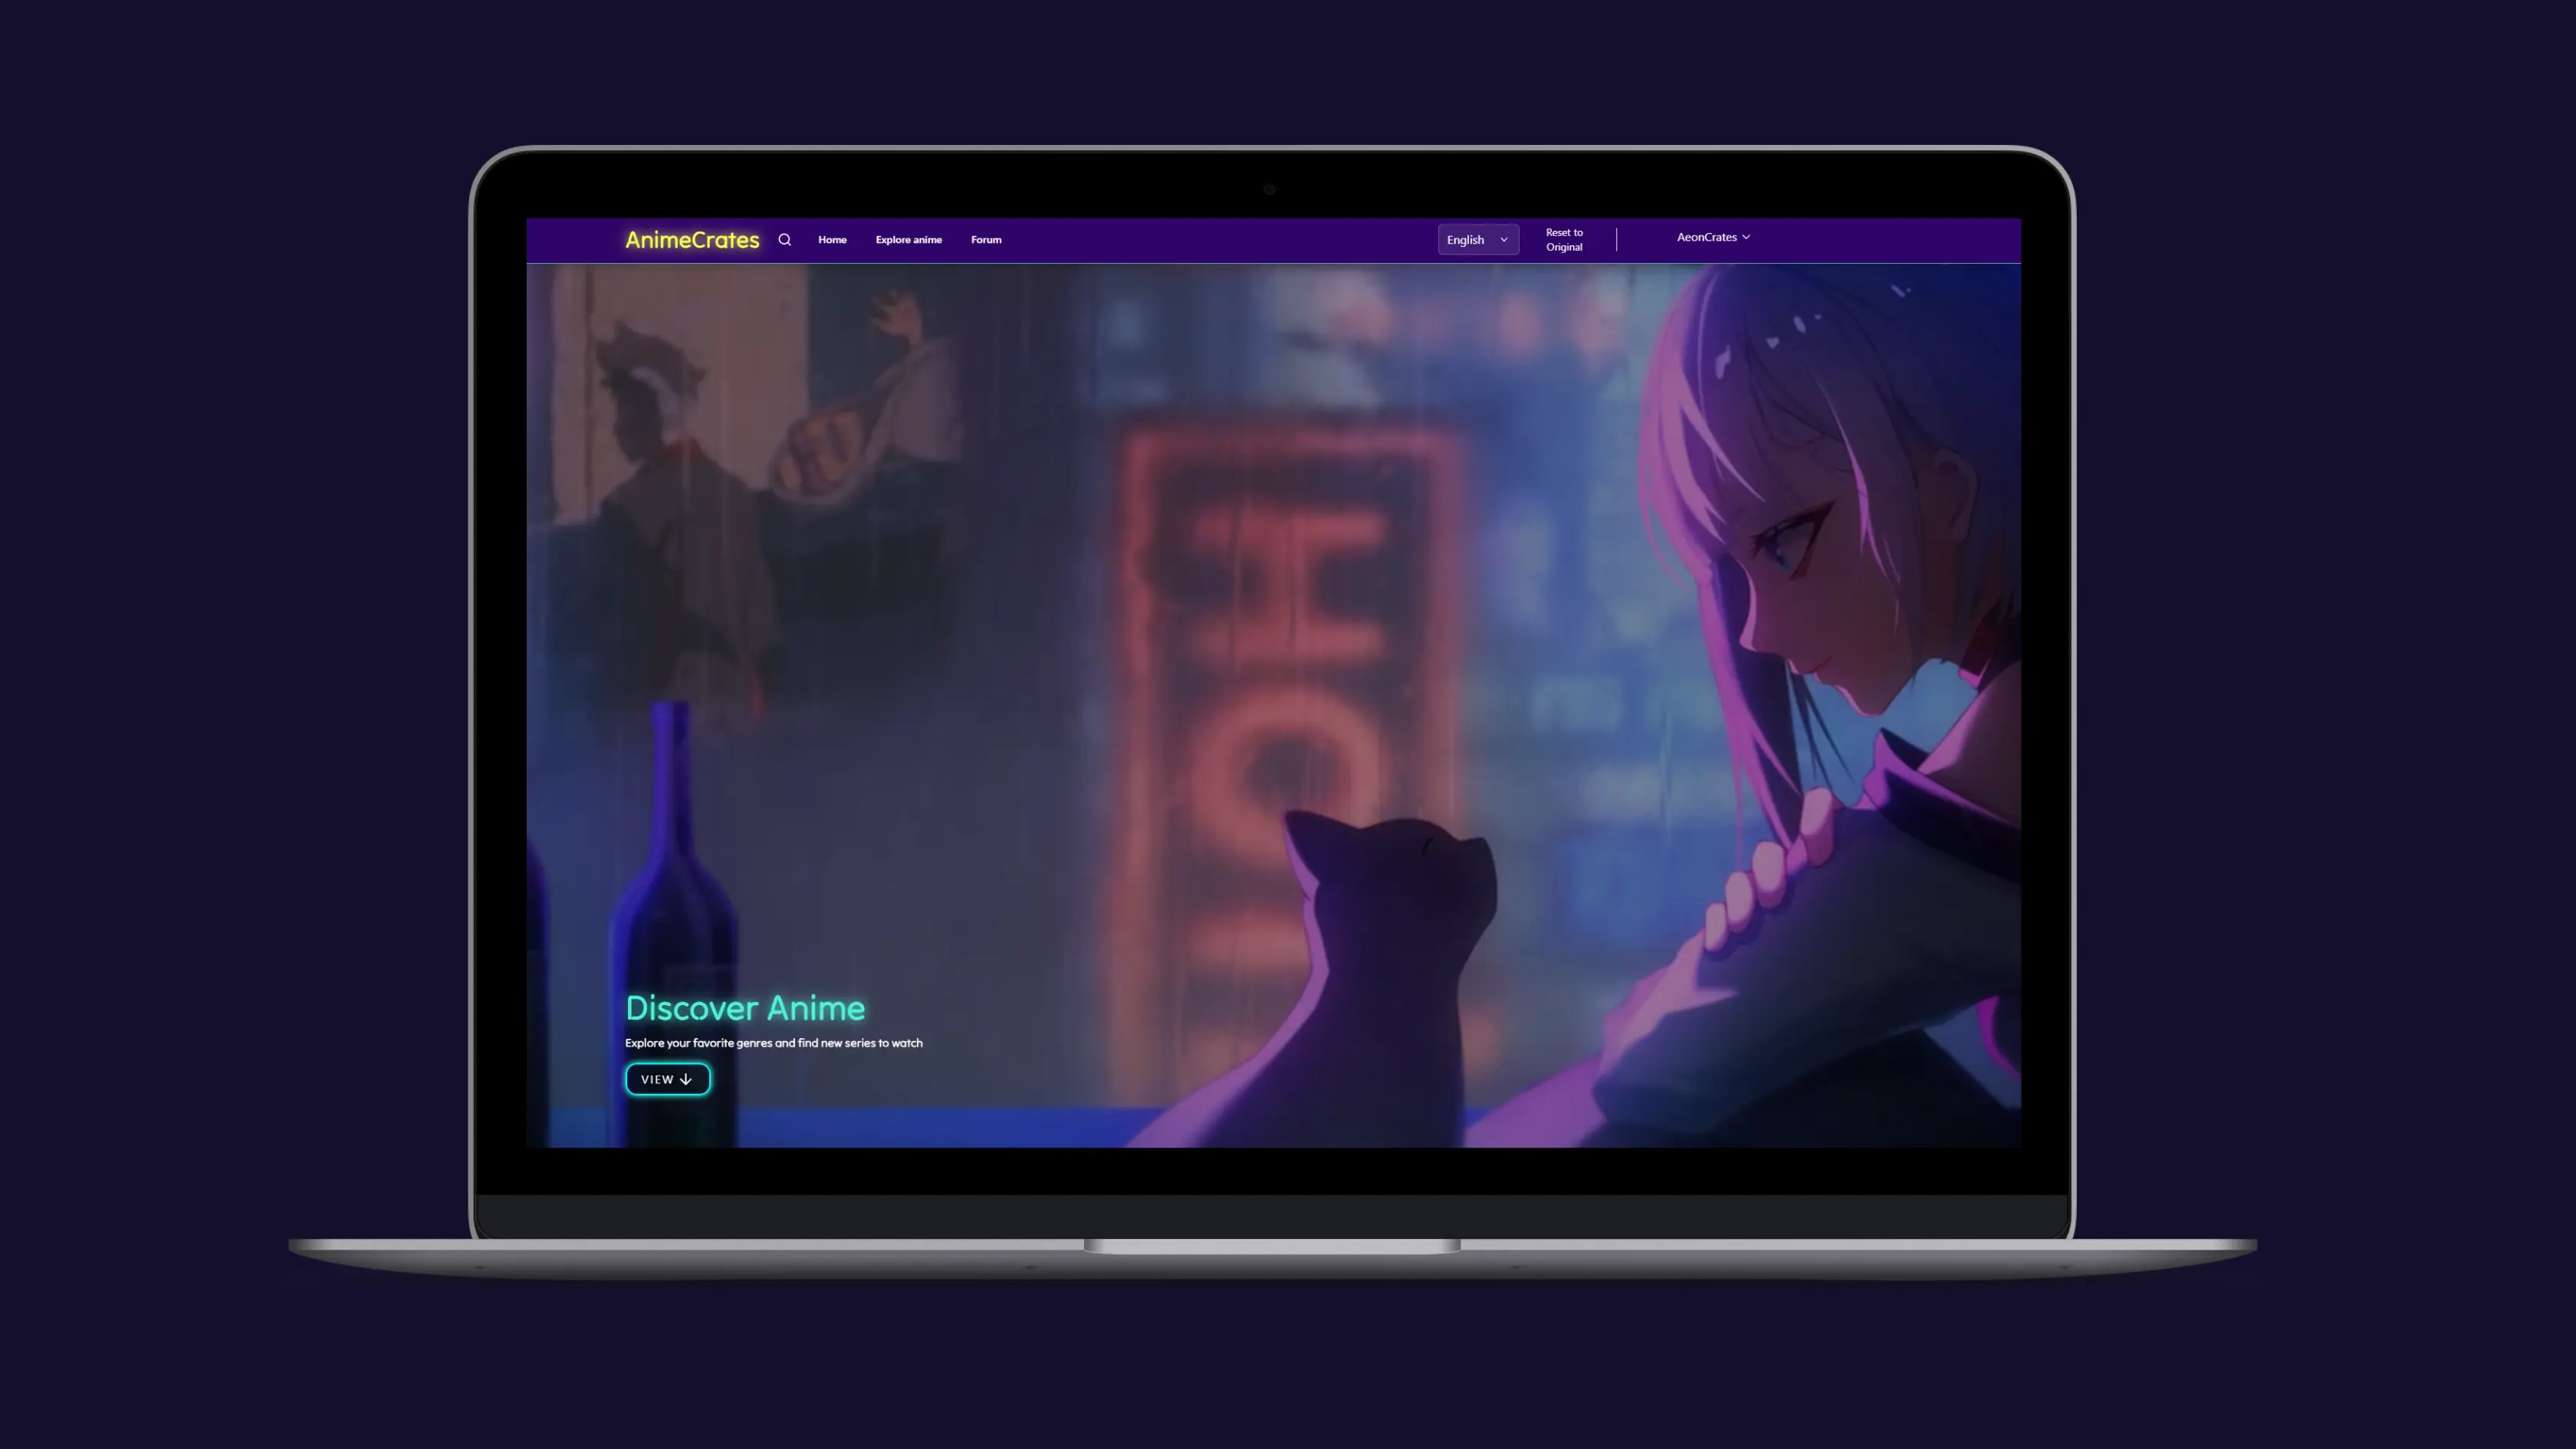 AnimeCrates
Home
Explore anime
Forum
English
Reset to
Original
AeonCrates
HO
Discover Anime
Explore your favorite genres and find new series to watch
VIEW